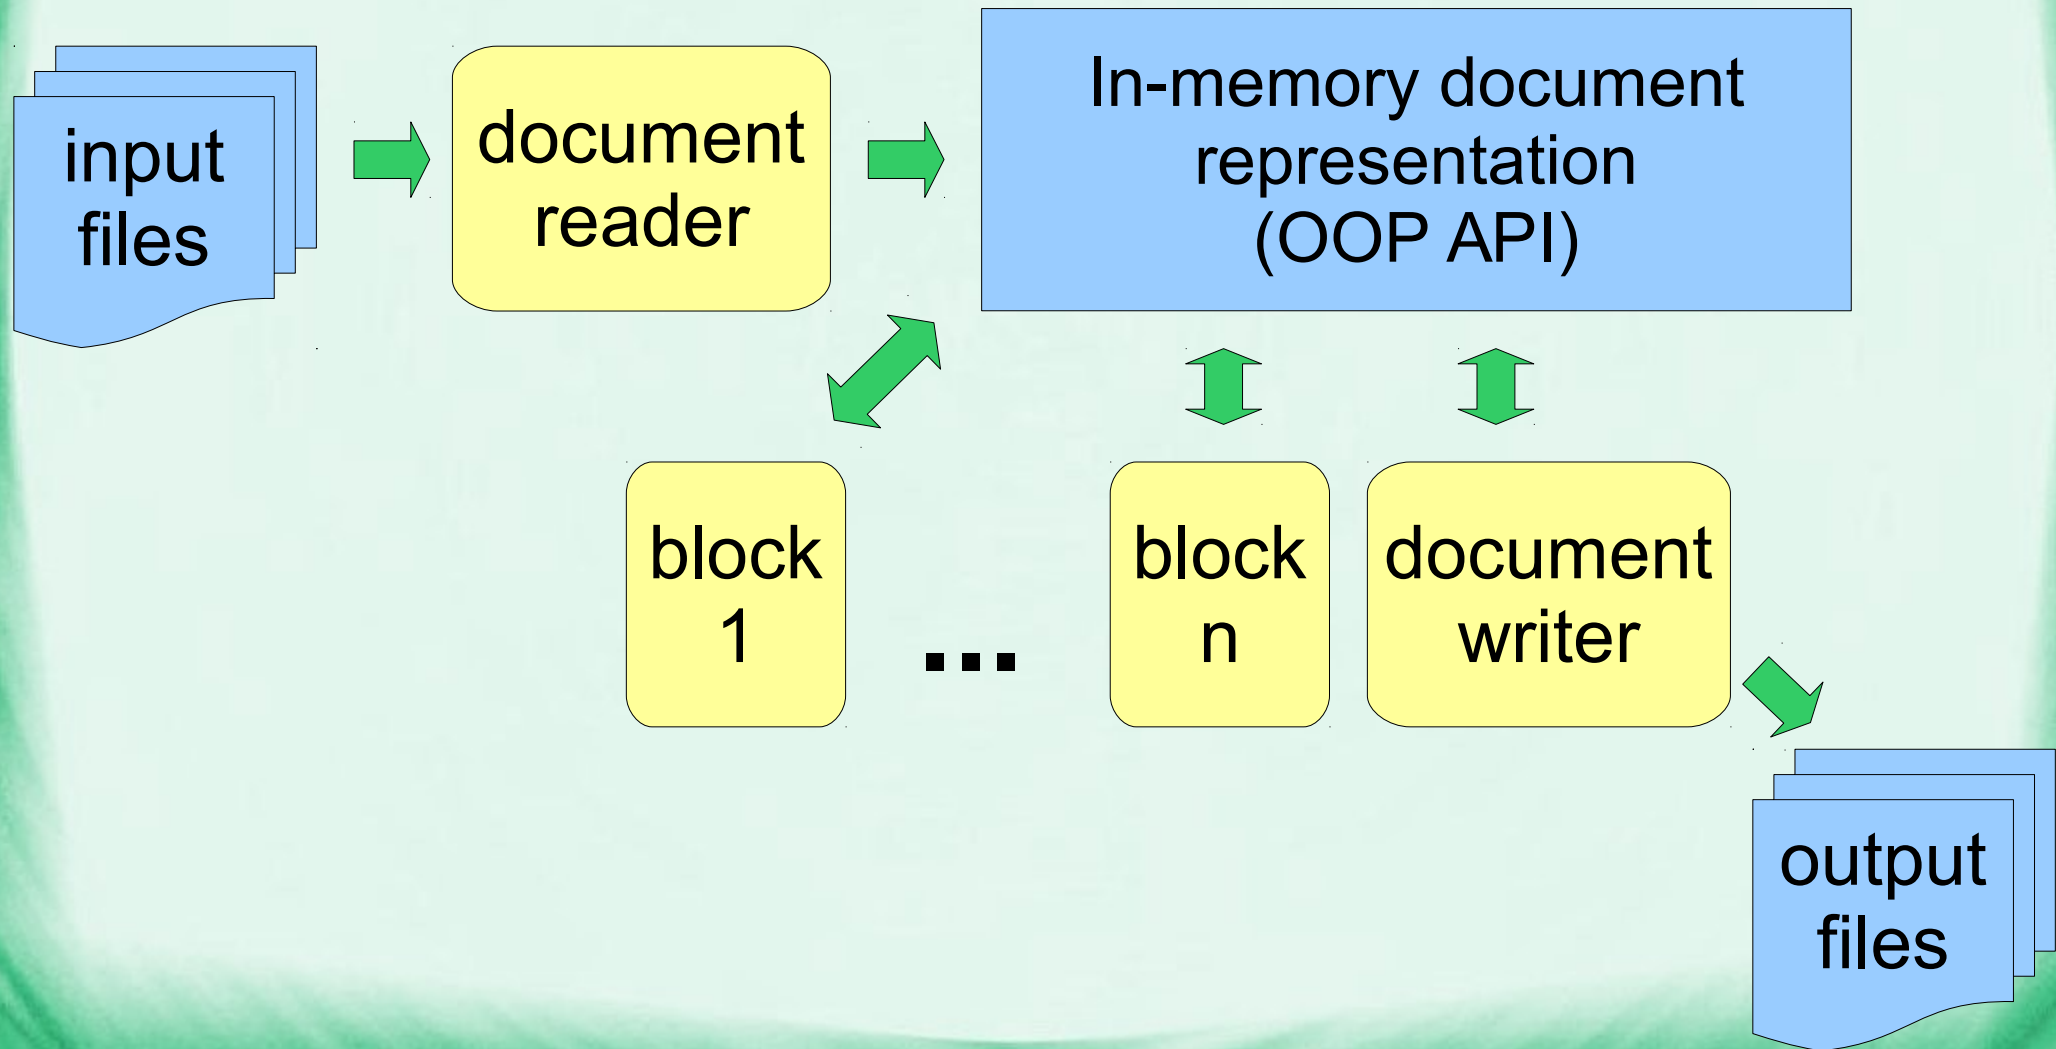 input
files
document
reader
In-memory document
representation
(OOP API)
block
1
...
block
n
document
writer
output
files